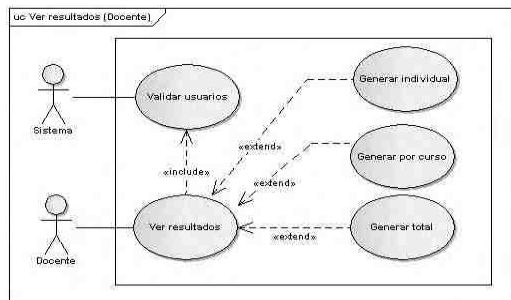 uc Ver resultados (Docente)
Generar individual
Validar usuarios
Sistema
«extend»
Generar por curso
«include»
«extend»
Ver resultados
Generar total
«extend»
Docente